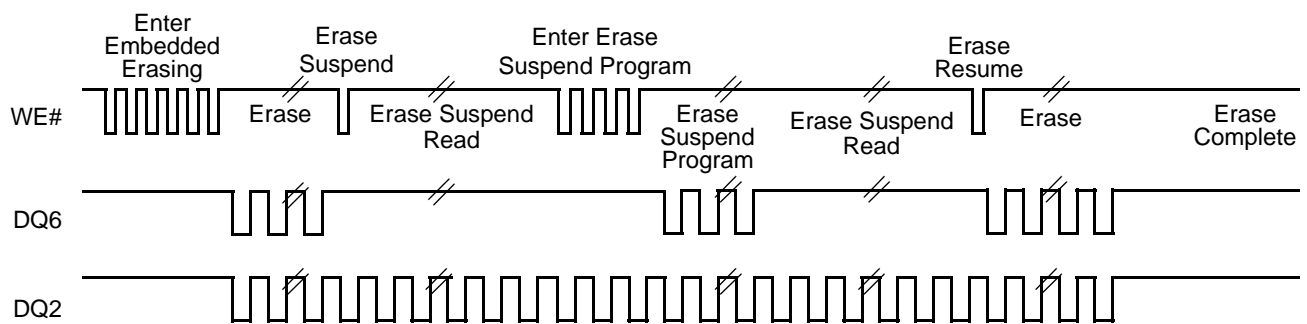 Enter
Embedded
Erasing
Erase
Suspend
Enter Erase
Suspend Program
Erase
Resume
WE#
Erase
Erase Suspend
Read
Erase
Suspend
Program
Erase Suspend
Read
Erase
Erase
Complete
DQ6
DQ2